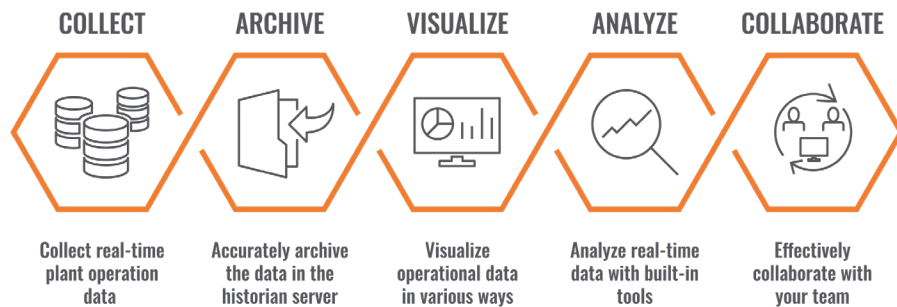 COLLECT
ARCHIVE
VISUALIZE
ANALYZE
COLLABORATE
Collect real-time
plant operation
data
Accurately archive
the data in the
historian server
Visualize
operational data
in various ways
Analyze real-time
data with built-in
tools
Effectively
collaborate with
your team